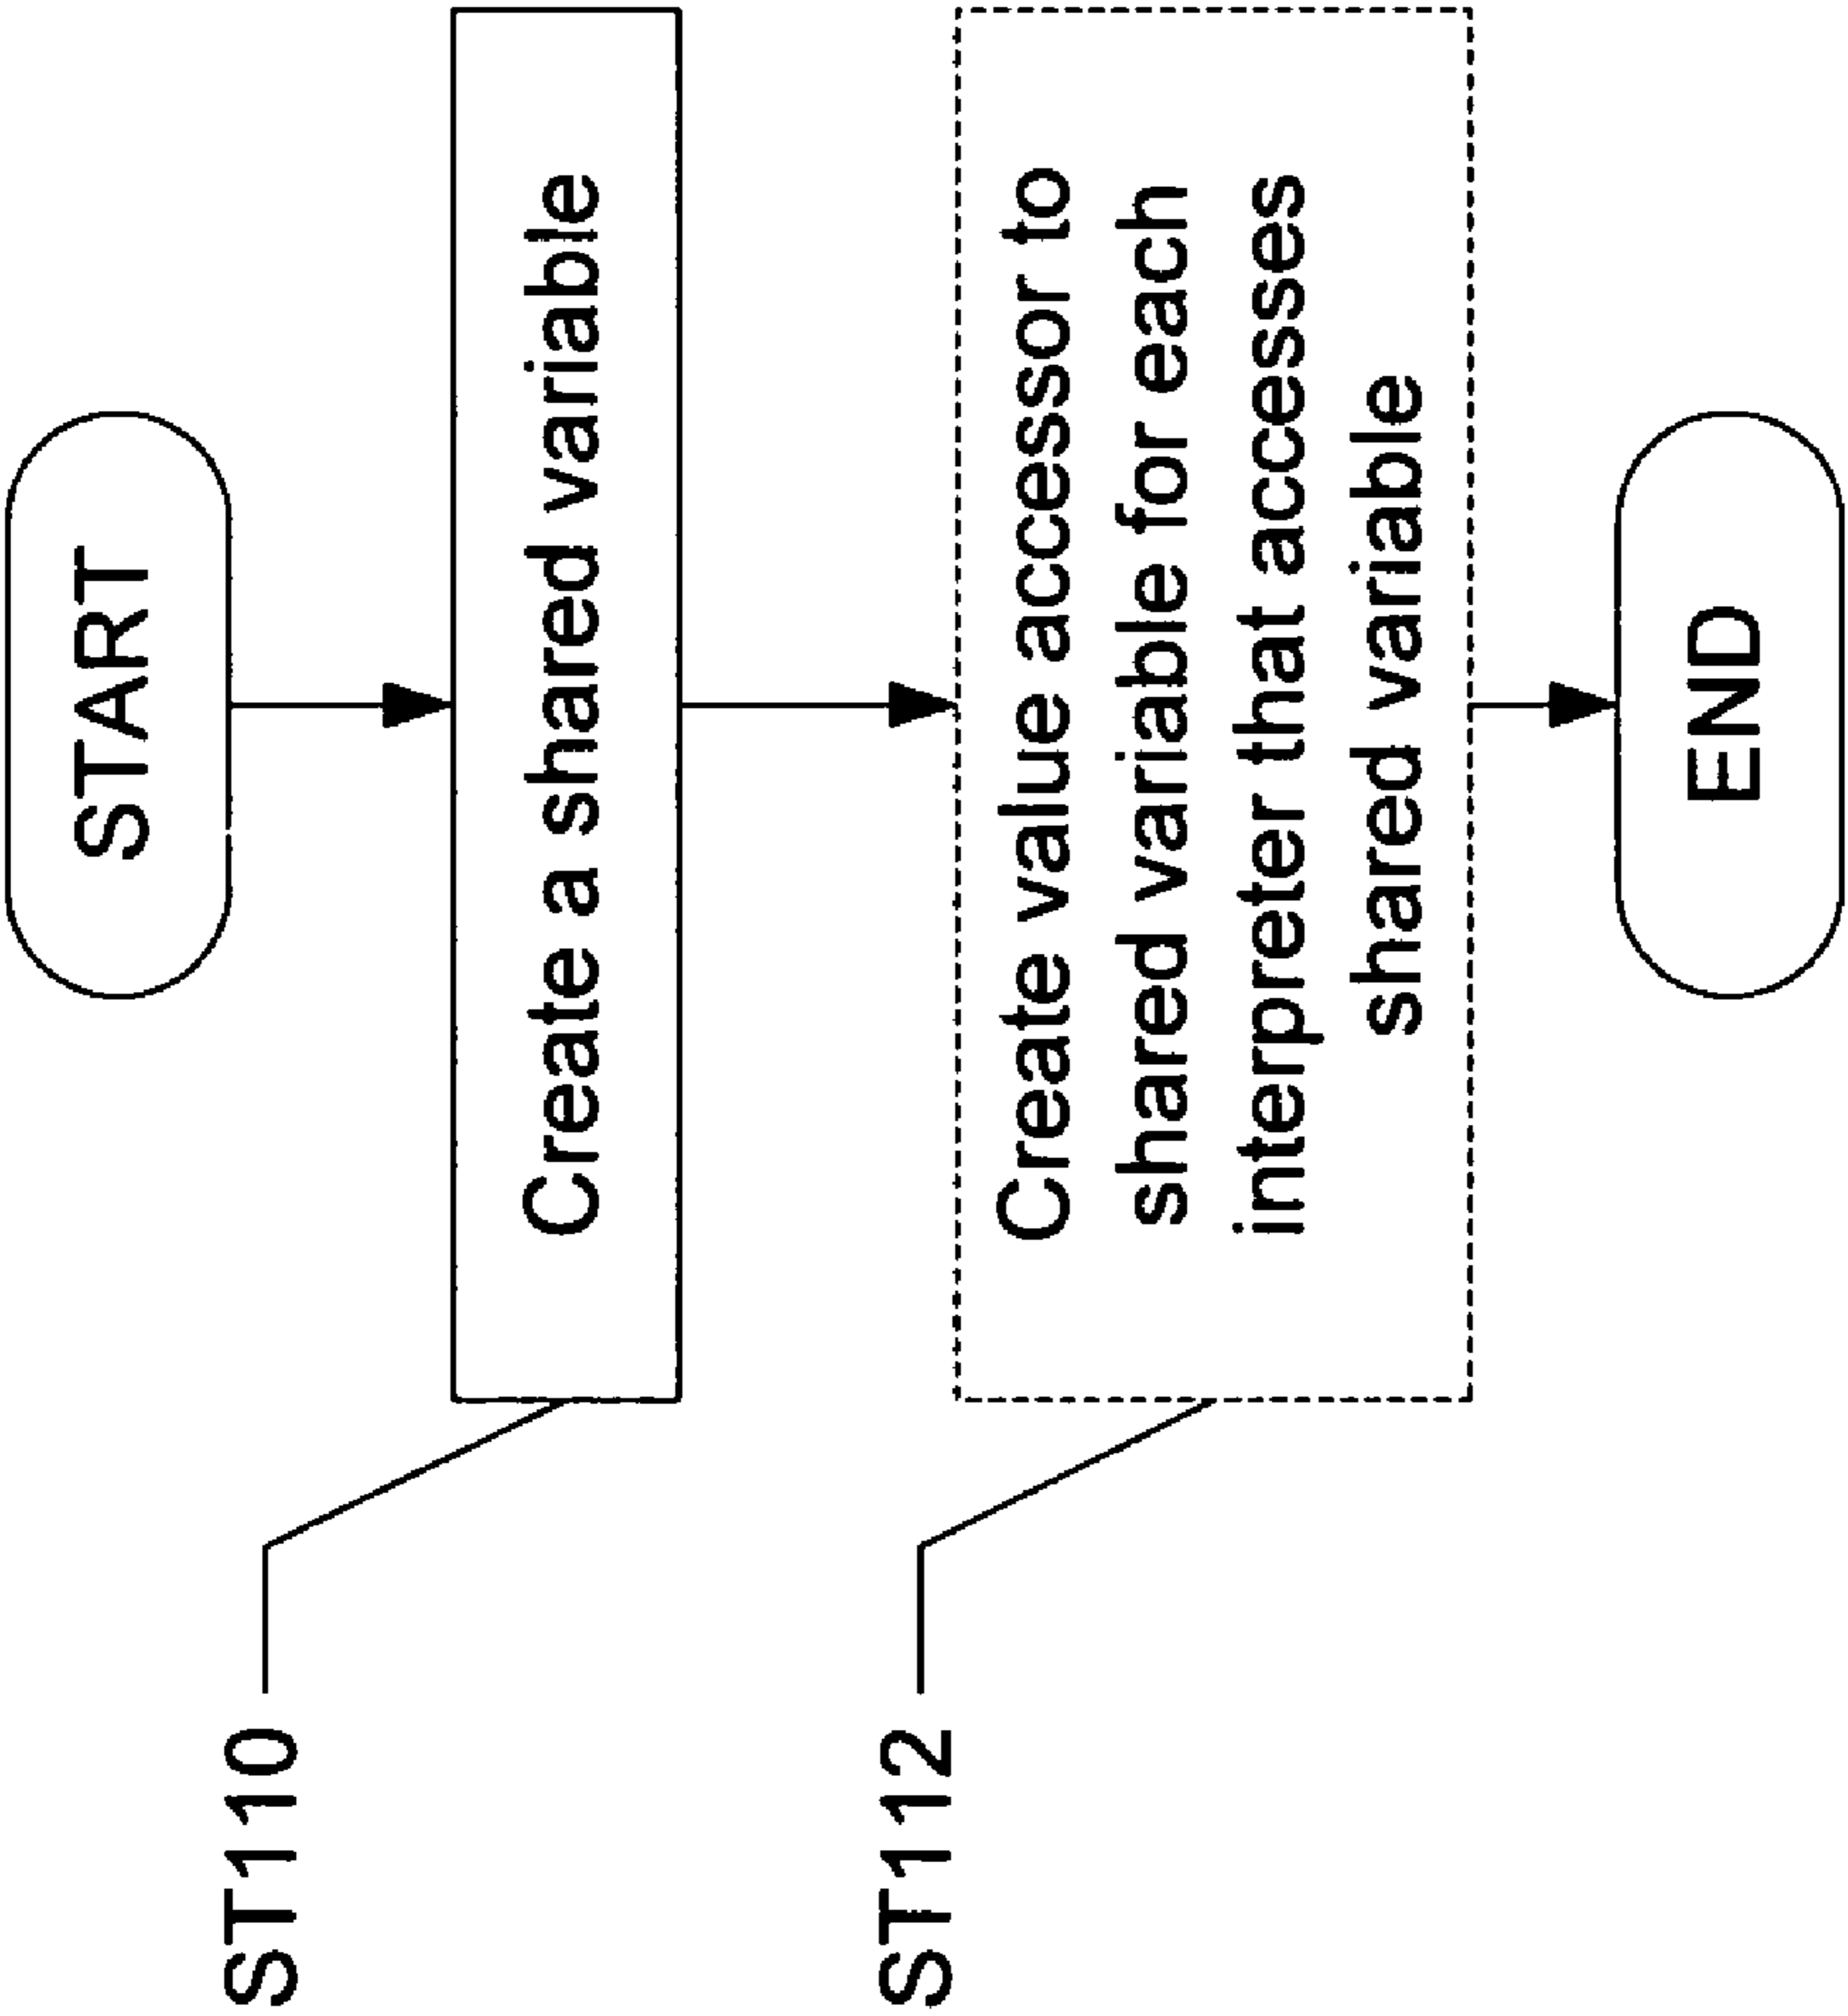 START
ST110
Create a shared variable
ST112
Create value accessor to
shared variable for each
interpreter that accesses
shared variable
END